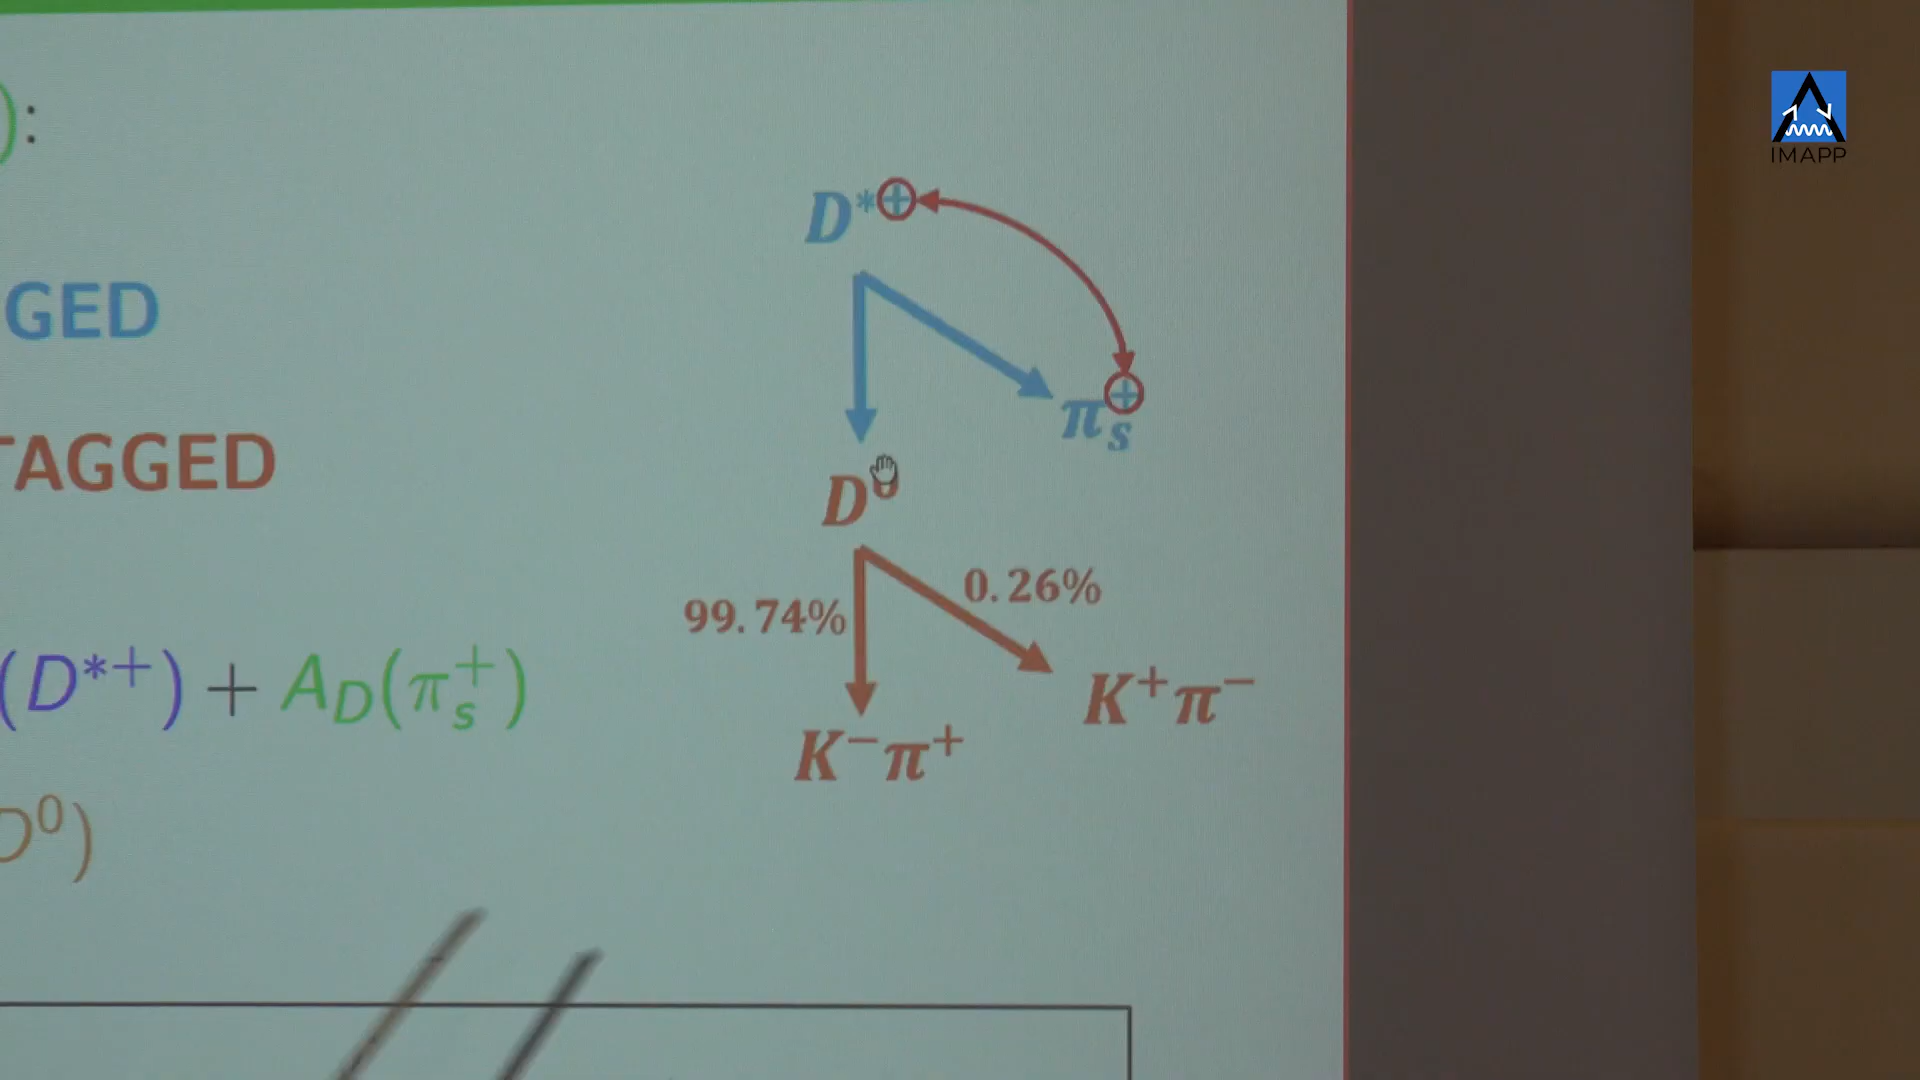 ):
IMAPP
D*+
GED
π_s^+
TAGGED
D^0
0.26%
99.74%
(D*+) + A_D(π_s^+)
K^+π^-
K^-π^+
D^0)